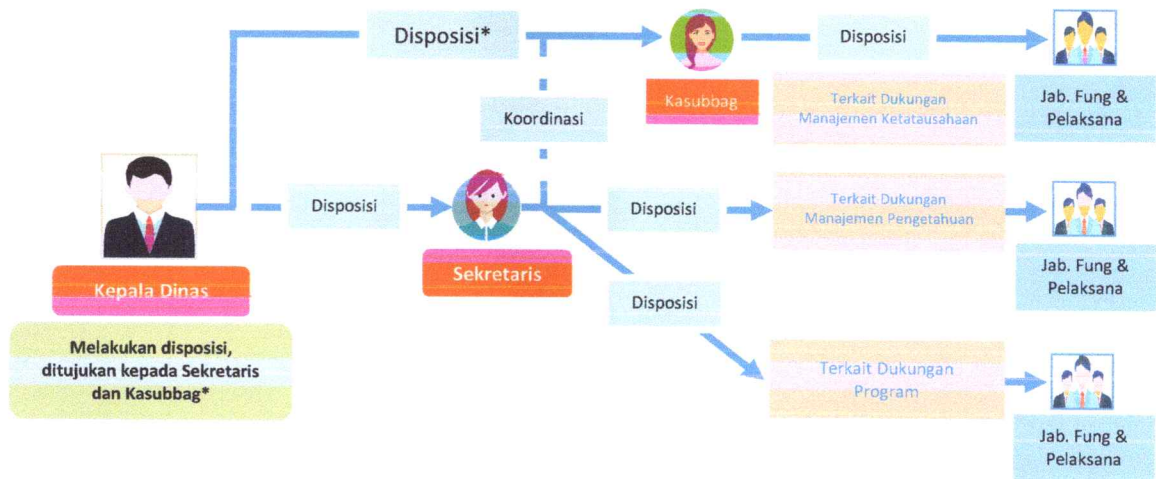 Disposisi*
Kasubbag
Disposisi
Terkait Dukungan
Manajemen Ketatausahaan
Jab. Fung &
Pelaksana
Koordinasi
Kepala Dinas
Melakukan disposisi,
ditujukan kepada Sekretaris
dan Kasubbag*
Disposisi
Sekretaris
Disposisi
Terkait Dukungan
Manajemen Pengetahuan
Jab. Fung &
Pelaksana
Disposisi
Terkait Dukungan
Program
Jab. Fung &
Pelaksana